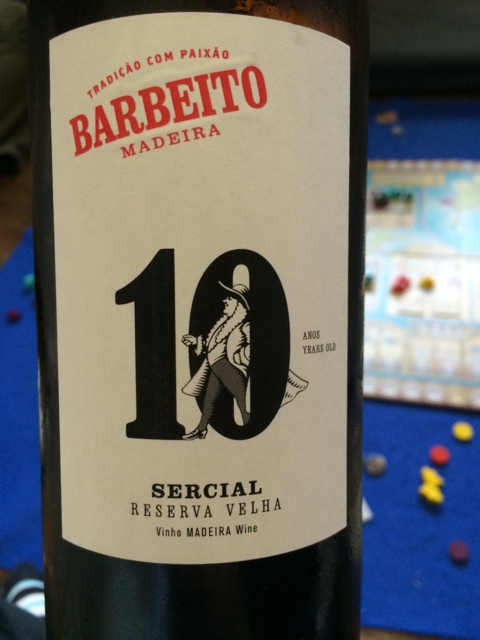 TRADIÇÃO COM PAIXÃO
BARBEITO
MADEIRA
10
ANOS
YEARS OLD
SERCIAL
RESERVA VELHA
Vinho MADEIRA Wine